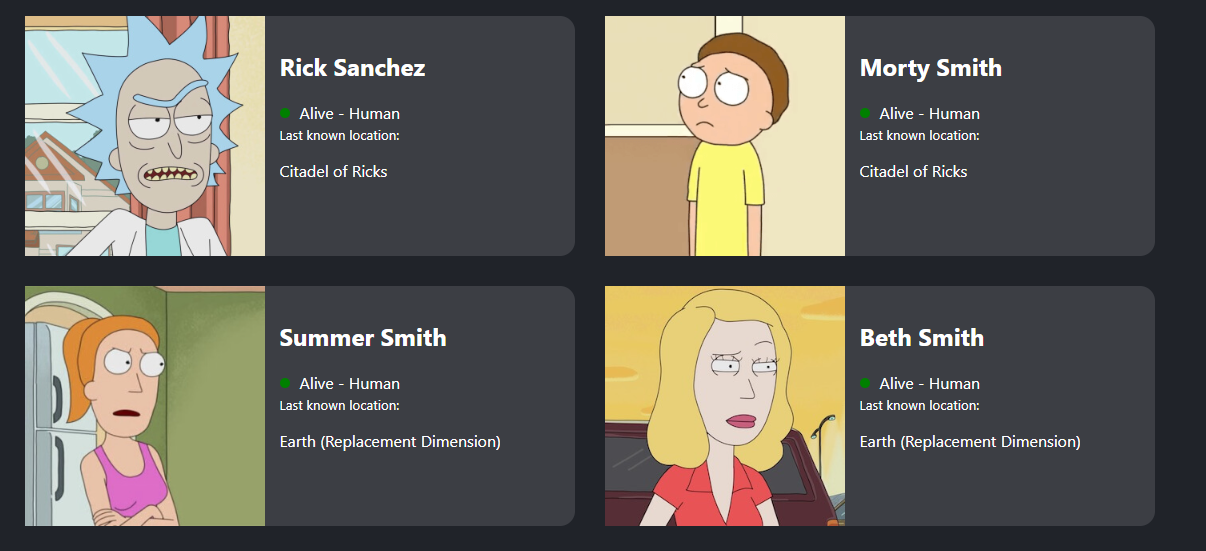 Rick Sanchez
Alive - Human
Last known location:
Citadel of Ricks
Morty Smith
Alive - Human
Last known location:
Citadel of Ricks
Summer Smith
Alive - Human
Last known location:
Earth (Replacement Dimension)
Beth Smith
Alive - Human
Last known location:
Earth (Replacement Dimension)